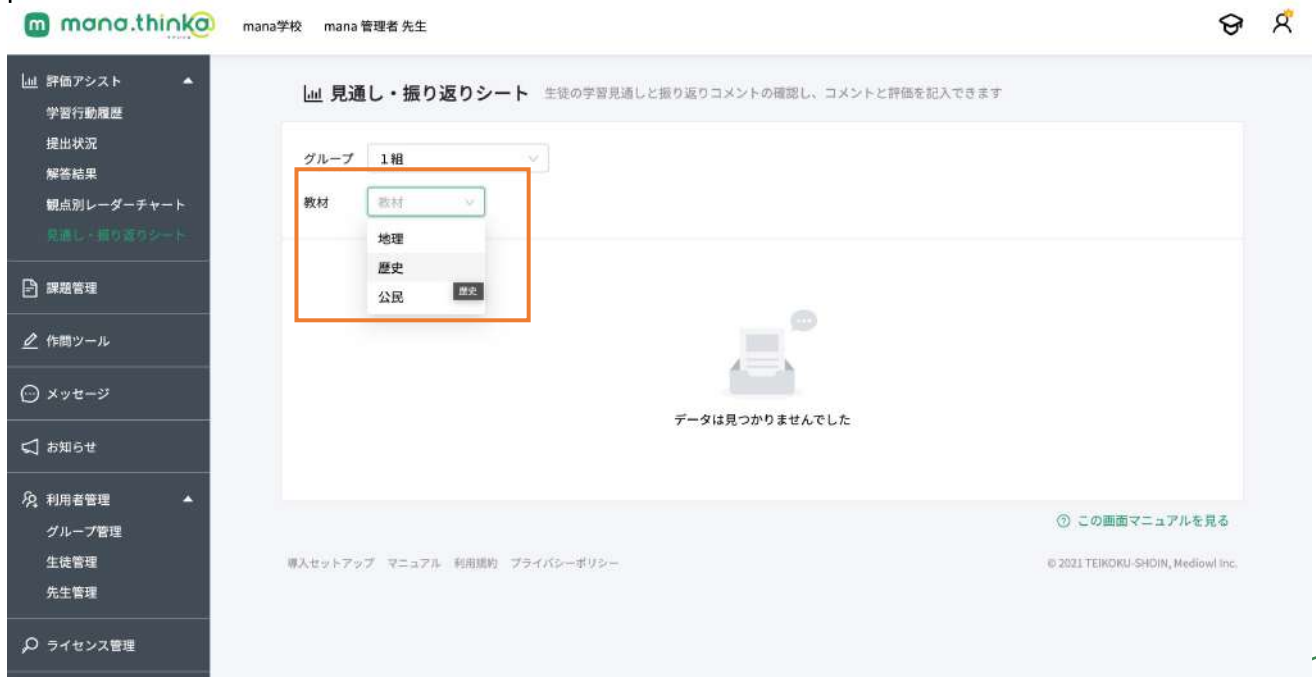 mana.thinka
mana学校 mana 管理者 先生
評価アシスト
学習行動履歴
提出状況
解答結果
観点別レーダーチャート
見通し・振り返りシート
課題管理
作問ツール
メッセージ
お知らせ
利用者管理
グループ管理
生徒管理
先生管理
ライセンス管理
見通し・振り返りシート 生徒の学習見通しと振り返りコメントの確認し、コメントと評価を記入できます
グループ 1組
教材 教材
地理
歴史
公民 歴史
データは見つかりませんでした
この画面マニュアルを見る
導入セットアップ マニュアル 利用規約 プライバシーポリシー
© 2021 TEIKOKU-SHOIN, Mediowl Inc.